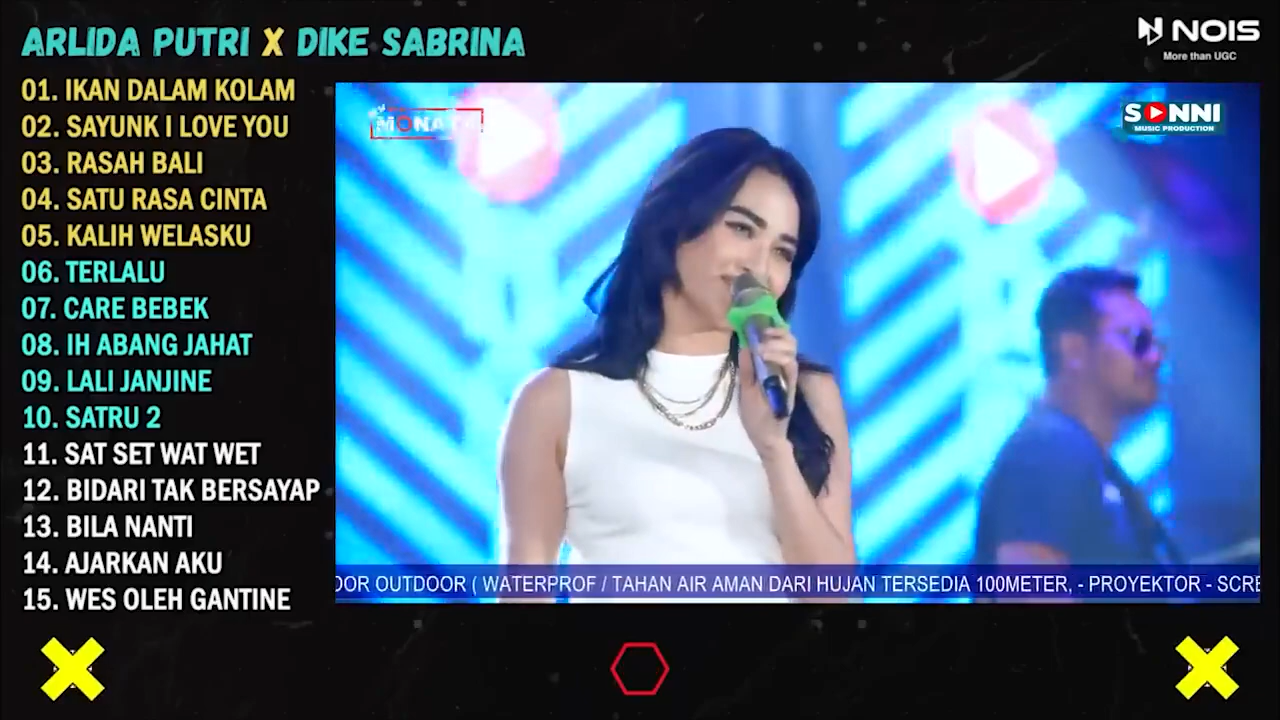 ARLIDA PUTRI X DIKE SABRINA
NOIS
More than UGC
01. IKAN DALAM KOLAM
02. SAYUNK I LOVE YOU
03. RASAH BALI
04. SATU RASA CINTA
05. KALIH WELASKU
06. TERLALU
07. CARE BEBEK
08. IH ABANG JAHAT
09. LALI JANJINE
10. SATRU 2
11. SAT SET WAT WET
12. BIDARI TAK BERSAYAP
13. BILA NANTI
14. AJARKAN AKU
15. WES OLEH GANTINE
MONATA
SONNI
MUSIC PRODUCTION
OOR OUTDOOR ( WATERPROF / TAHAN AIR AMAN DARI HUJAN TERSEDIA 100METER, - PROYEKTOR - SCRE